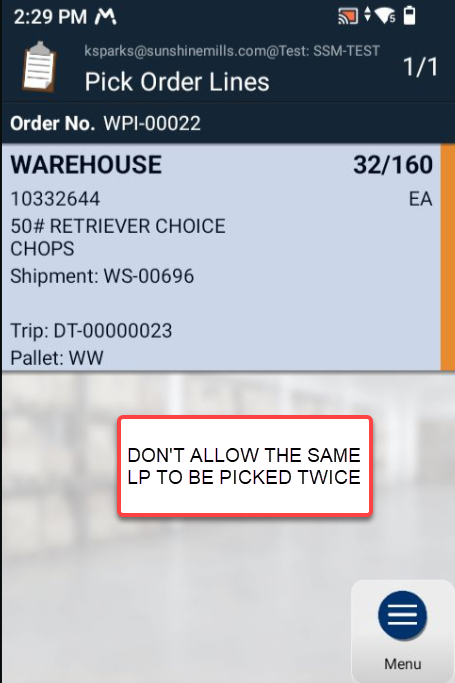 2:29 PM
ksparks@sunshinemills.com@Test: SSM-TEST
Pick Order Lines
1/1
Order No. WPI-00022
WAREHOUSE 32/160
10332644 EA
50# RETRIEVER CHOICE
CHOPS
Shipment: WS-00696
Trip: DT-00000023
Pallet: WW
DON'T ALLOW THE SAME
LP TO BE PICKED TWICE
Menu